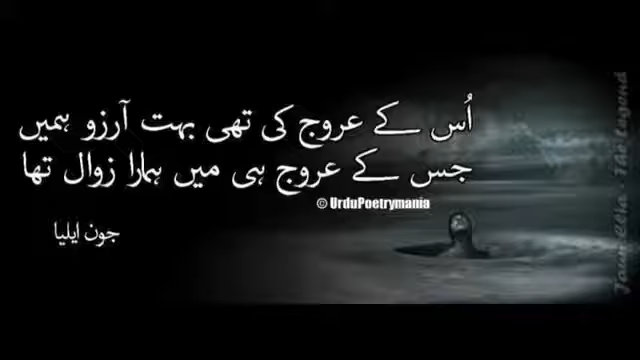 اُس کے عروج کی تھی بہت آرزو ہمیں
جس کے عروج ہی میں ہمارا زوال تھا
© UrduPoetrymania
جون ایلیا
Jaun Elia - The Legend